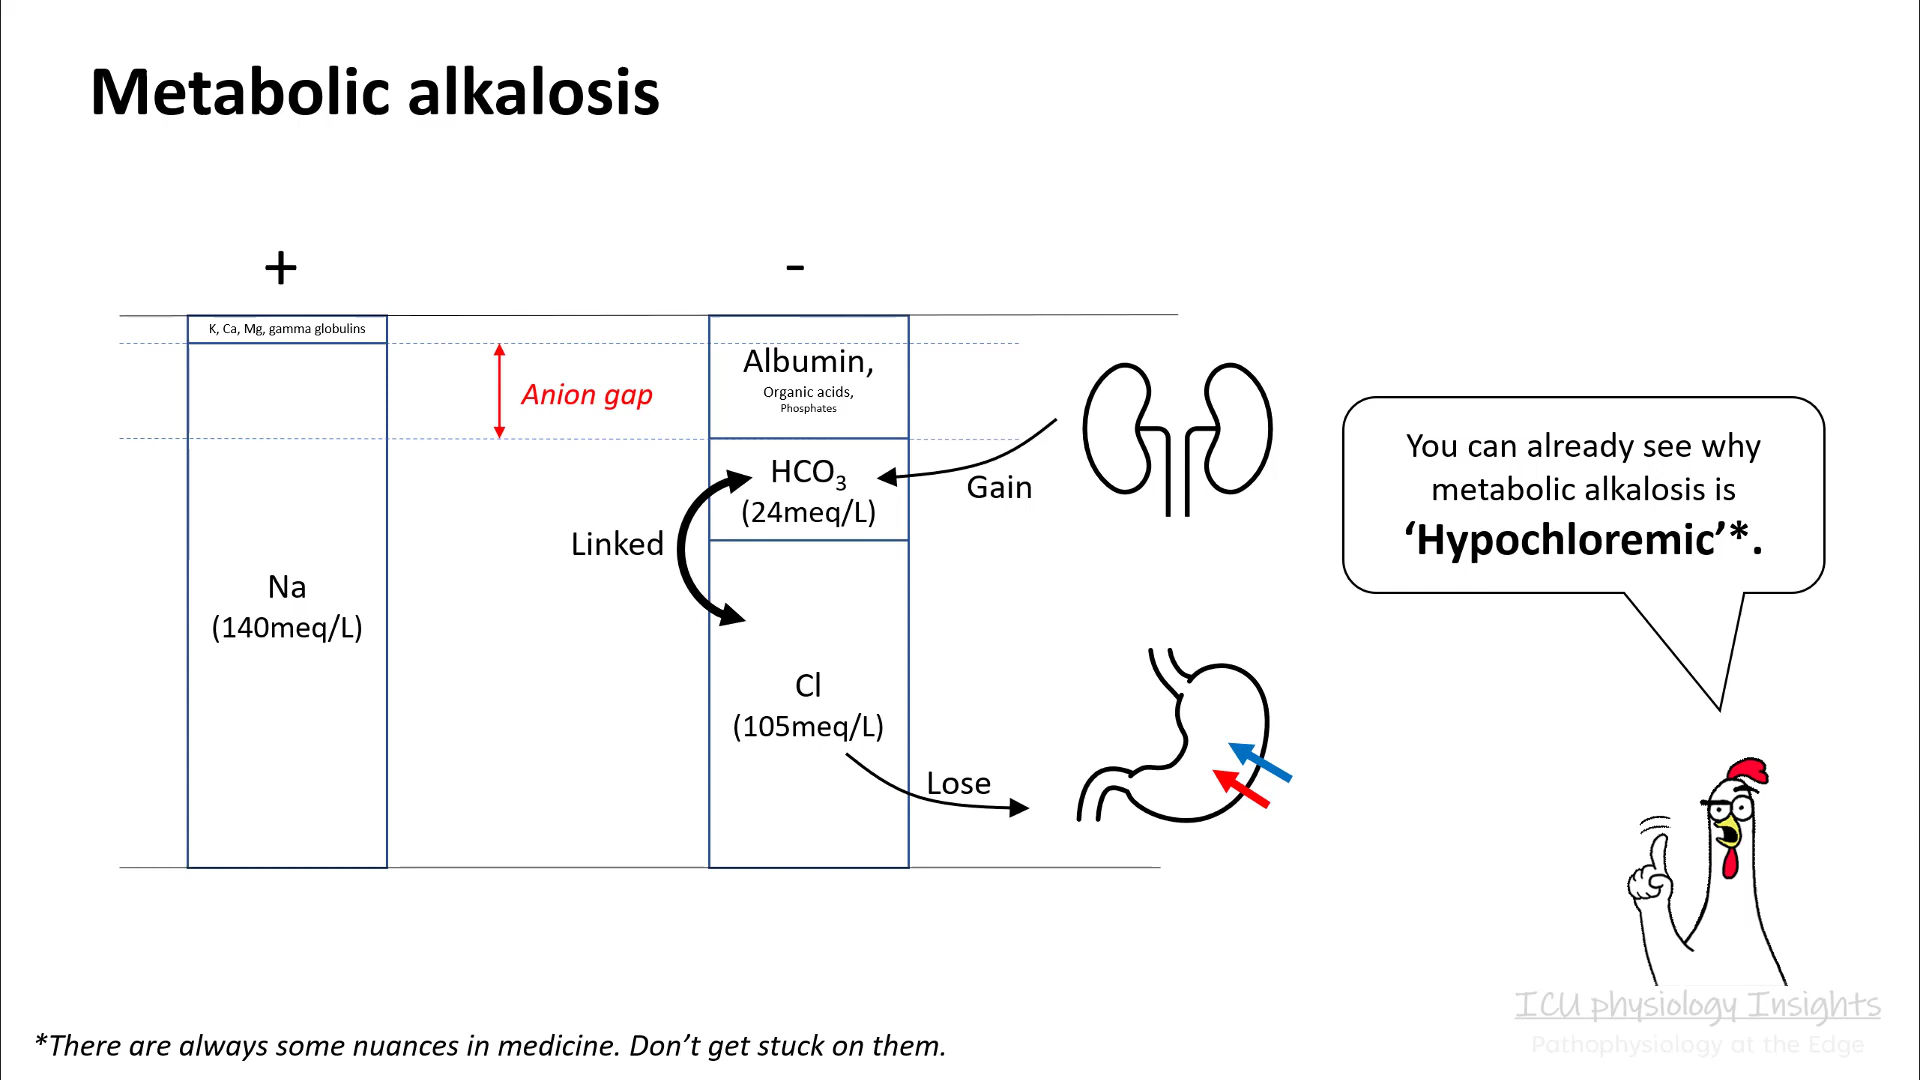 Metabolic alkalosis
+
-
K, Ca, Mg, gamma globulins
Anion gap
Albumin,
Organic acids,
Phosphates
HCO₃
(24meq/L)
Gain
Linked
Na
(140meq/L)
Cl
(105meq/L)
Lose
You can already see why
metabolic alkalosis is
‘Hypochloremic’*.
ICU physiology Insights
Pathophysiology at the Edge
*There are always some nuances in medicine. Don’t get stuck on them.